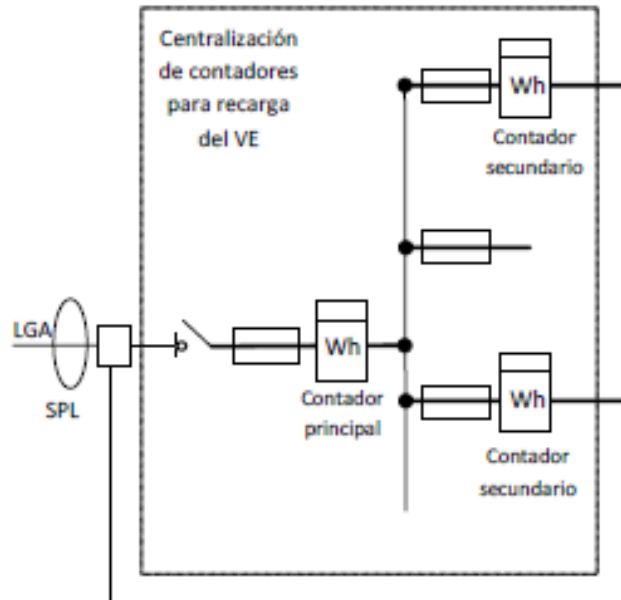 Centralización
de contadores
para recarga
del VE
Wh
Contador
secundario
LGA
SPL
Wh
Contador
principal
Wh
Contador
secundario